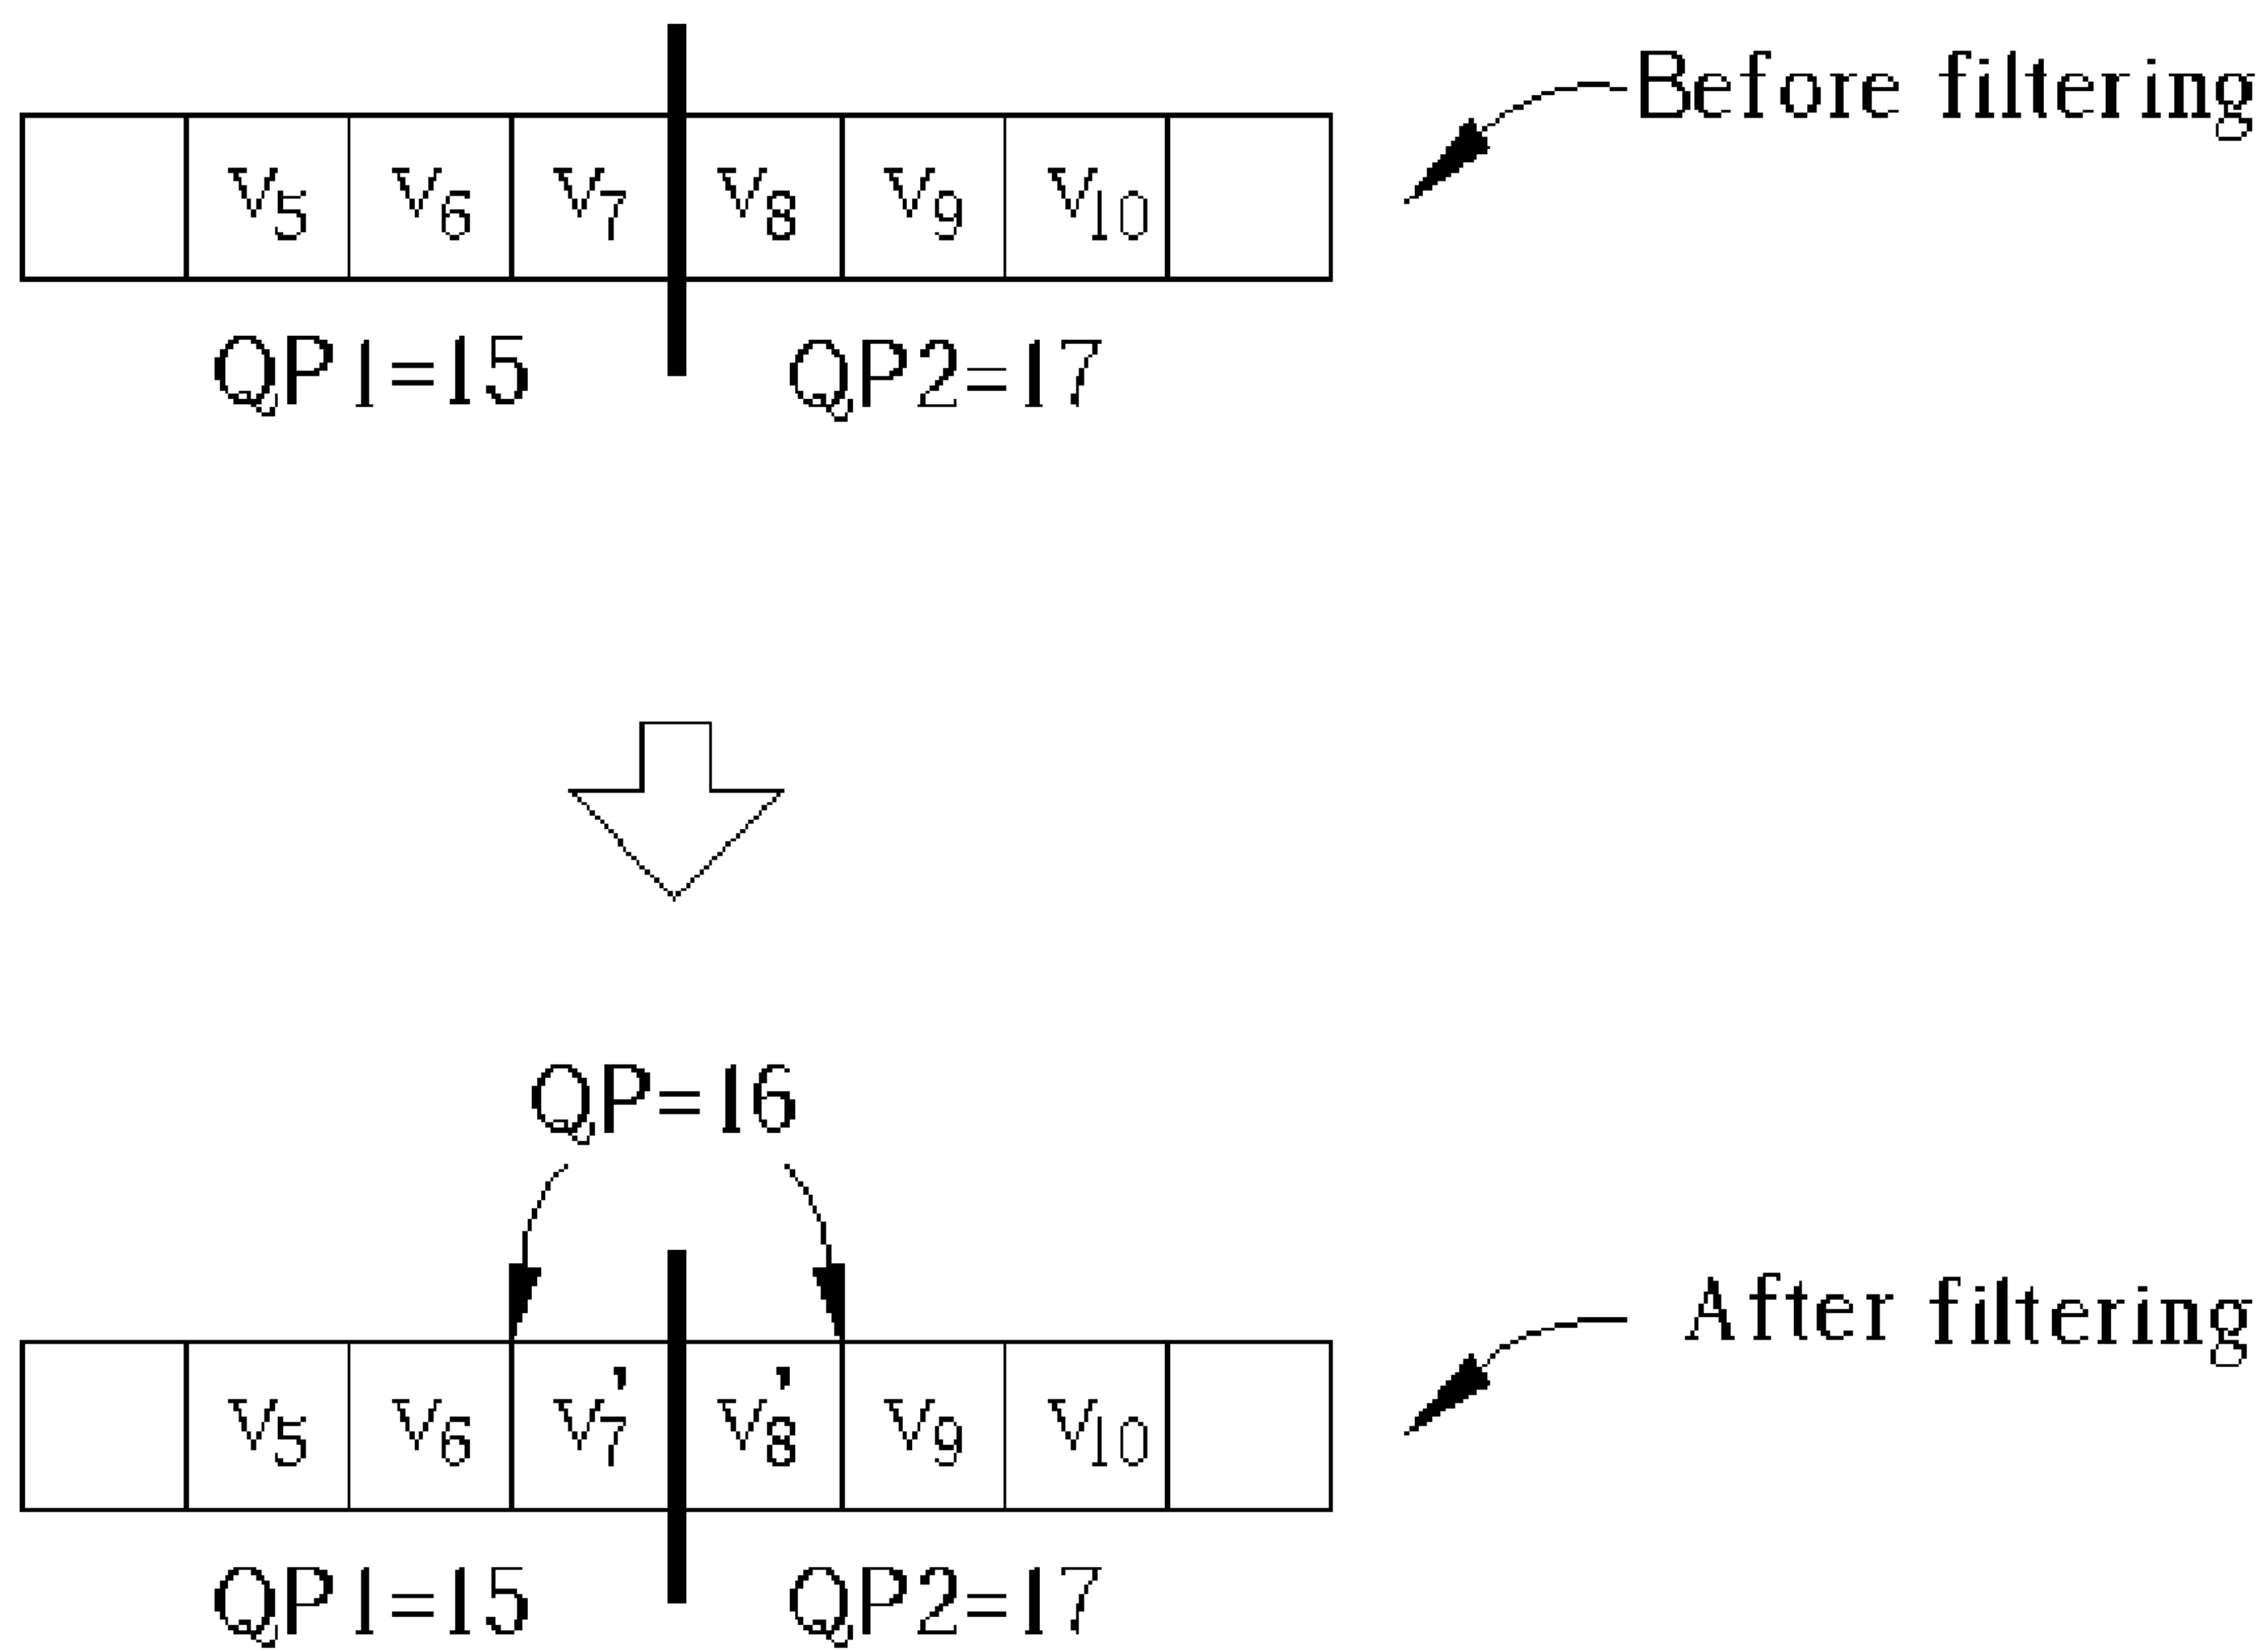 Before filtering
v5 v6 v7 v8 v9 v10
QP1=15 QP2=17
QP=16
After filtering
v5 v6 v7' v8' v9 v10
QP1=15 QP2=17